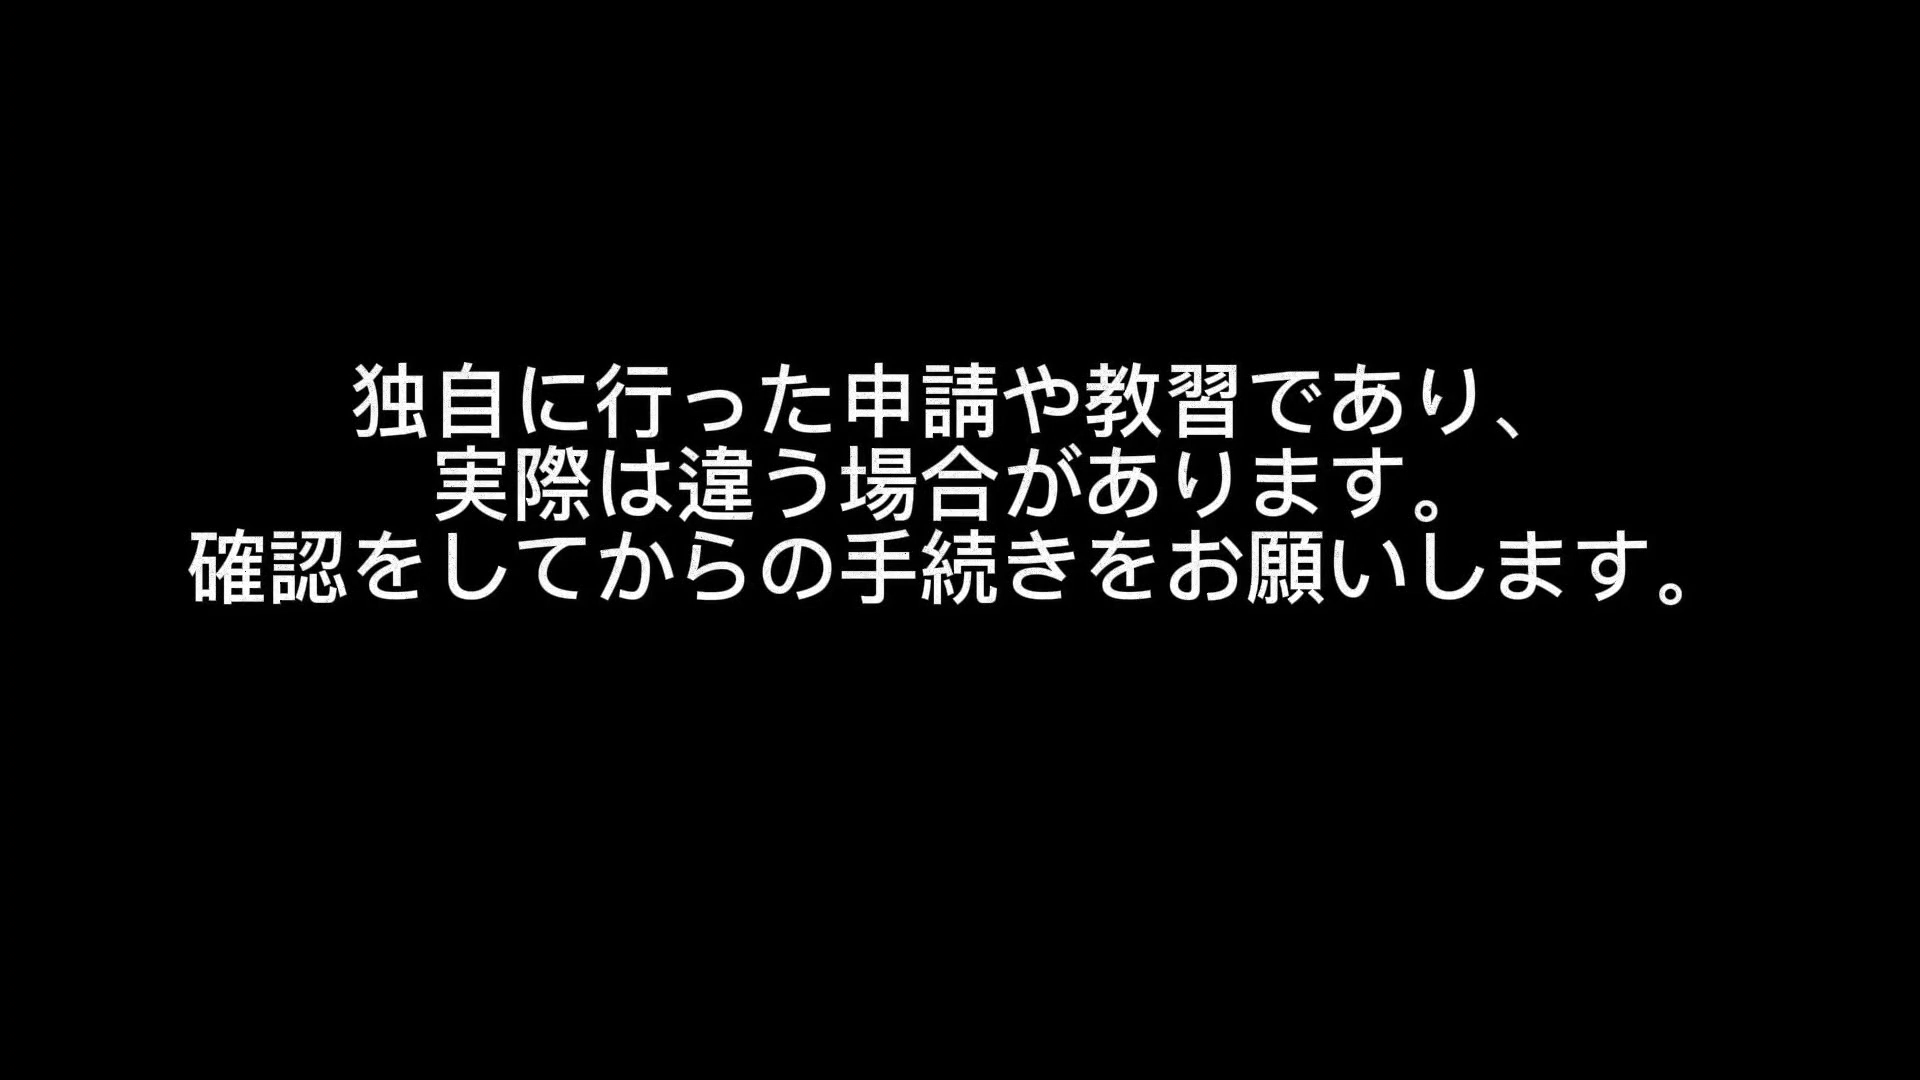 独自に行った申請や教習であり、
実際は違う場合があります。
確認をしてからの手続きをお願いします。